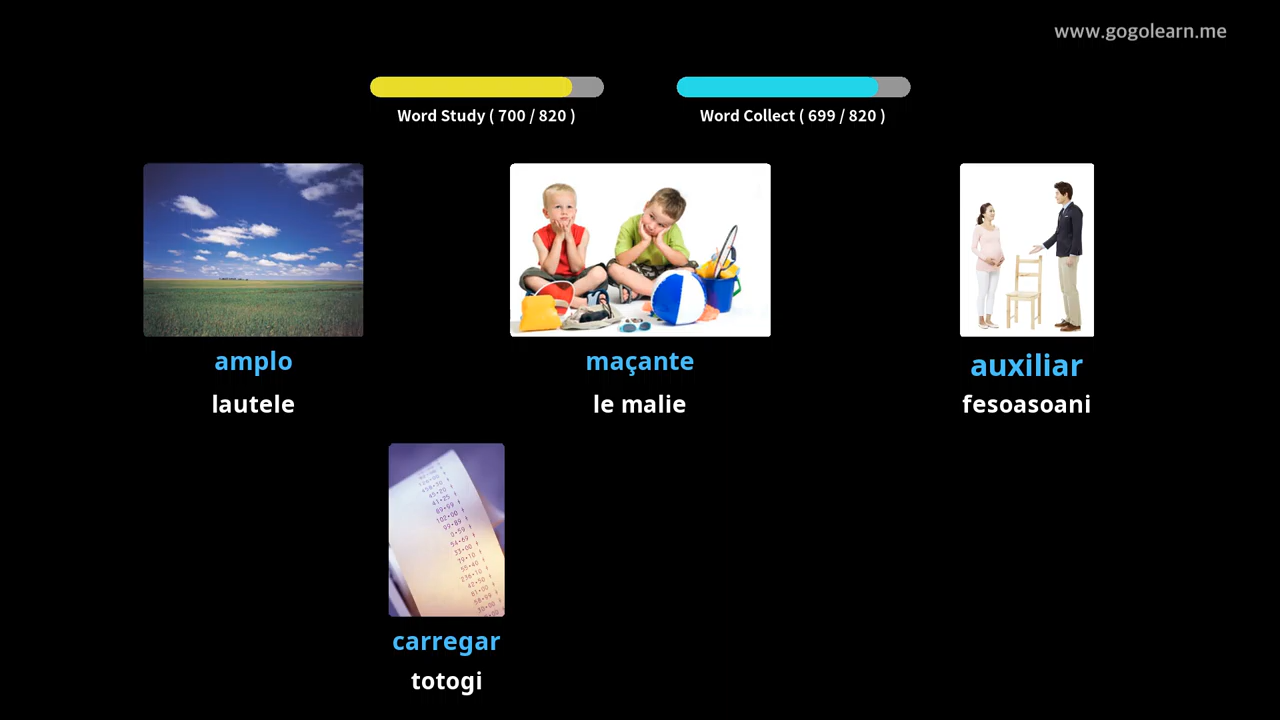 www.gogolearn.me
Word Study ( 700 / 820 )
Word Collect ( 699 / 820 )
amplo
lautele
maçante
le malie
auxiliar
fesoasoani
carregar
totogi